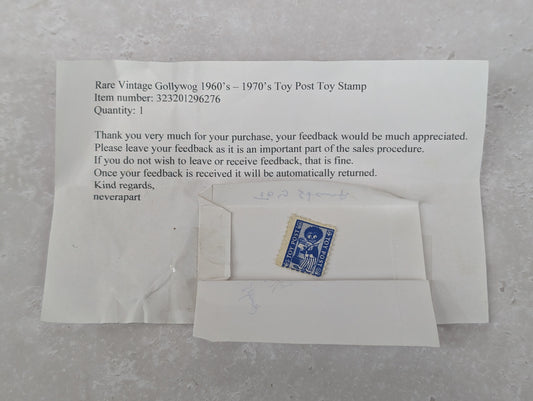 Rare Vintage Gollywog 1960's – 1970's Toy Post Toy Stamp
Item number: 323201296276
Quantity: 1
Thank you very much for your purchase, your feedback would be much appreciated.
Please leave your feedback as it is an important part of the sales procedure.
If you do not wish to leave or receive feedback, that is fine.
Once your feedback is received it will be automatically returned.
Kind regards,
neverapart
TOY POST
TOY POST